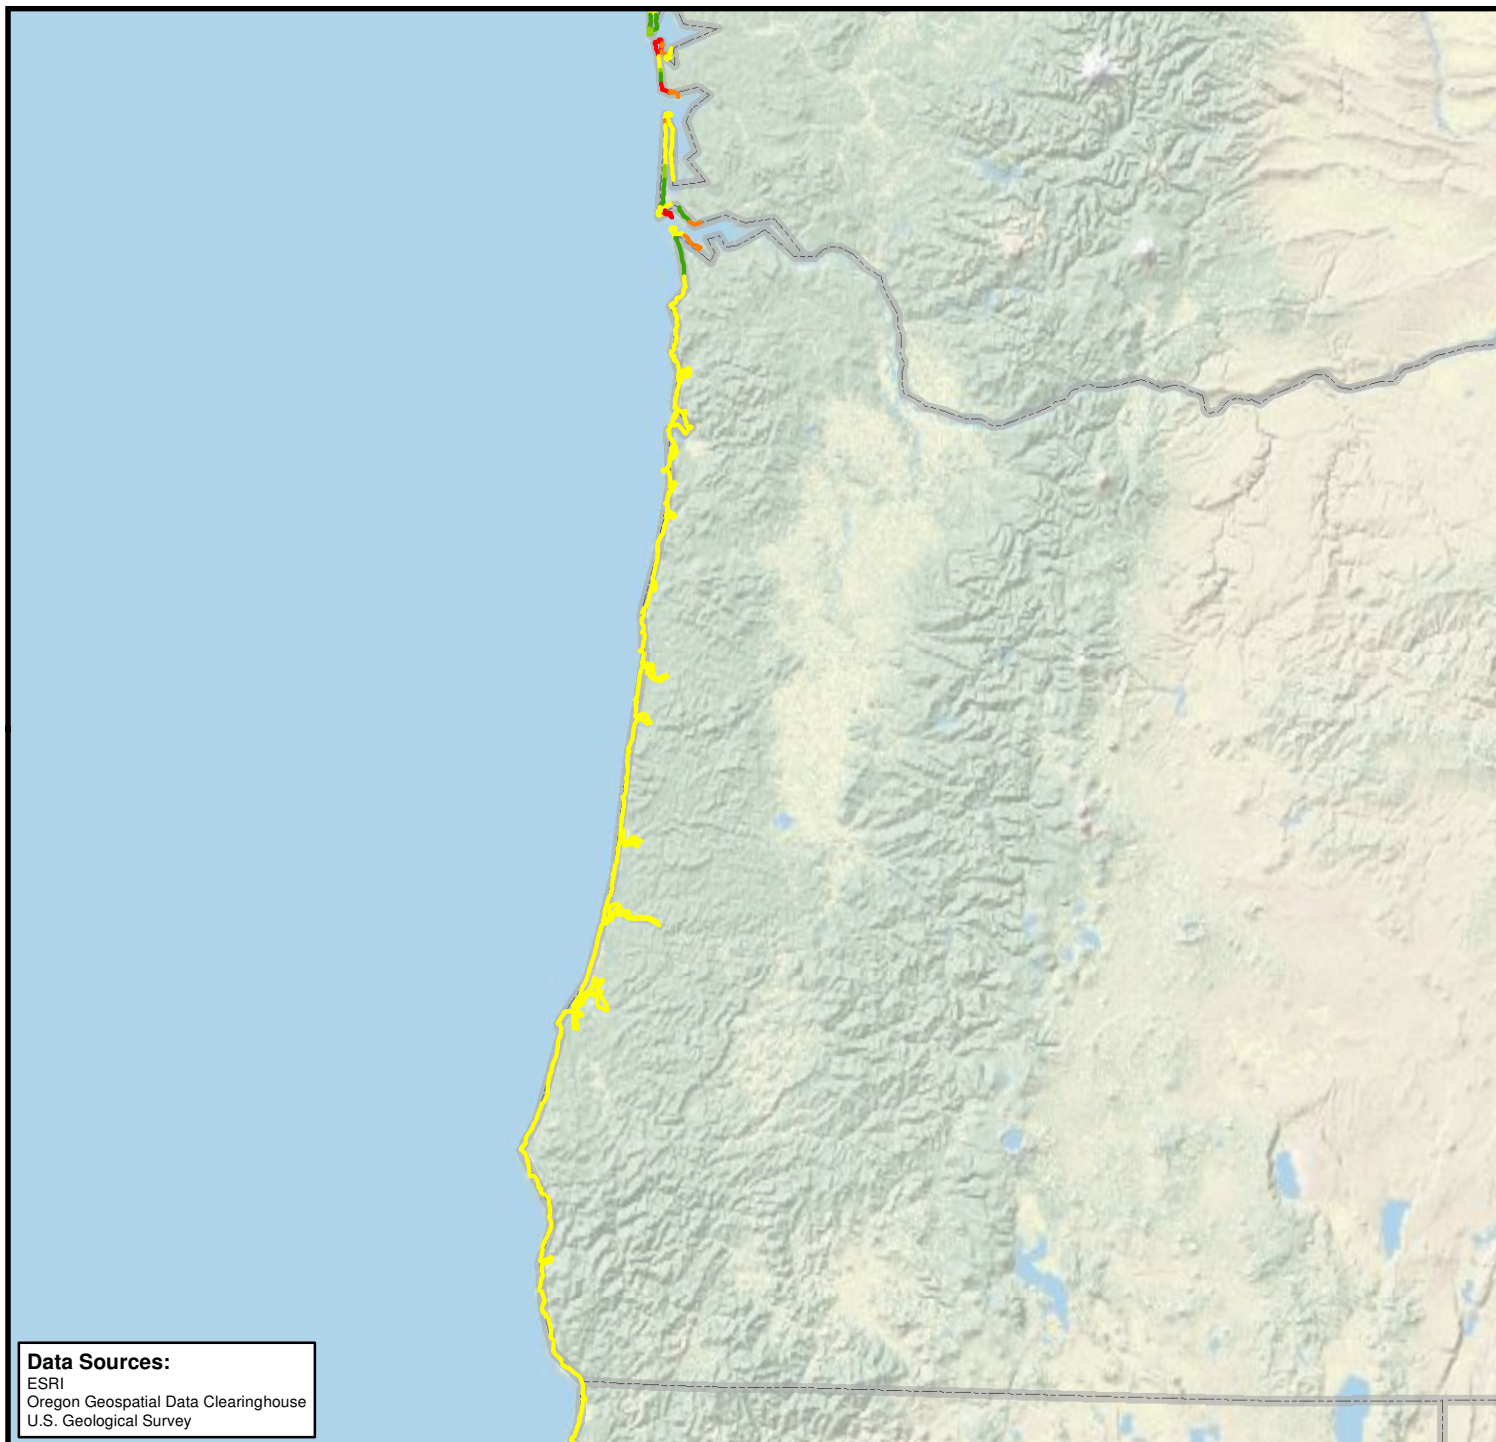 Data Sources:
ESRI
Oregon Geospatial Data Clearinghouse
U.S. Geological Survey